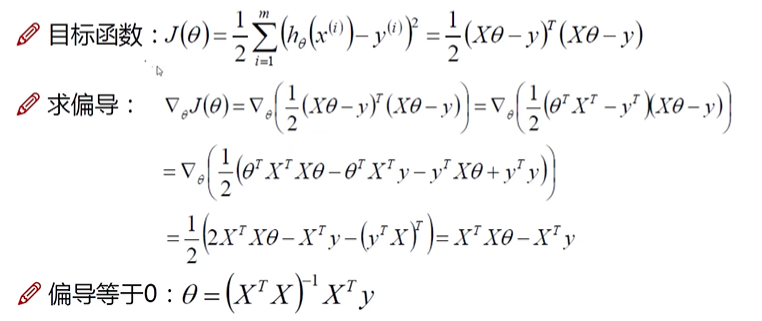 目标函数：J(θ) = 1/2 ∑_{i=1}^{m} (h_θ(x^{(i)}) − y^{(i)})² = 1/2 (Xθ − y)^T (Xθ − y)
求偏导： ∇_θ J(θ) = ∇_θ (1/2 (Xθ − y)^T (Xθ − y)) = ∇_θ (1/2 (θ^T X^T − y^T)(Xθ − y))
= ∇_θ (1/2 (θ^T X^T Xθ − θ^T X^T y − y^T Xθ + y^T y))
= 1/2 (2X^T Xθ − X^T y − (y^T X)^T) = X^T Xθ − X^T y
偏导等于0：θ = (X^T X)^{−1} X^T y